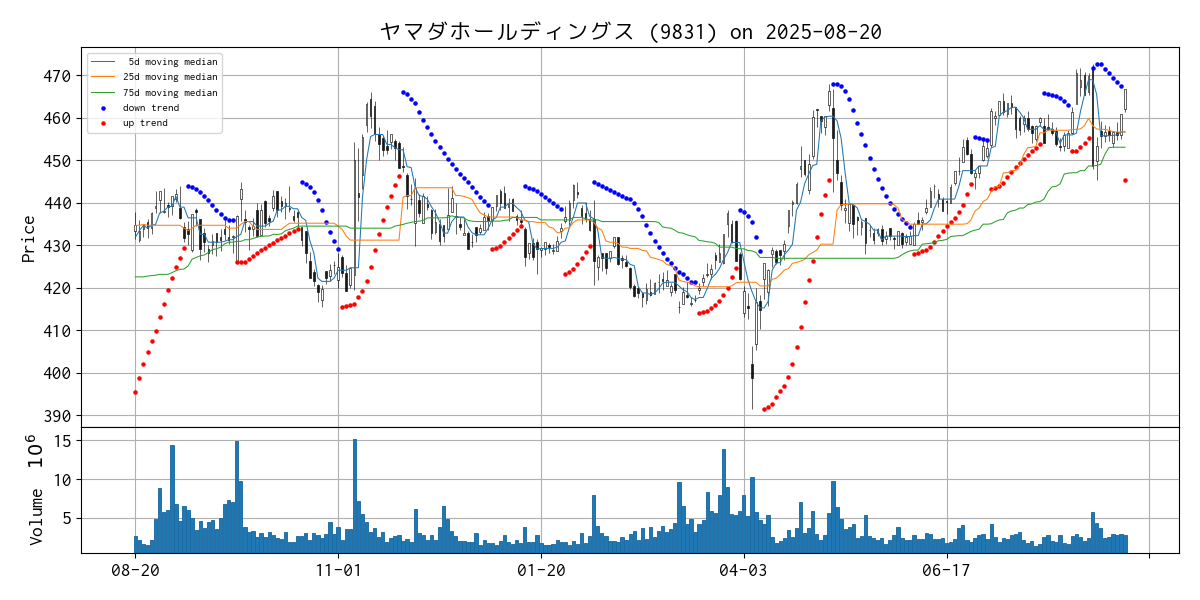 ヤマダホールディングス (9831) on 2025-08-20
5d moving median
25d moving median
75d moving median
down trend
up trend
Price
470
460
450
440
430
420
410
400
390
Volume 10^6
15
10
5
08-20
11-01
01-20
04-03
06-17